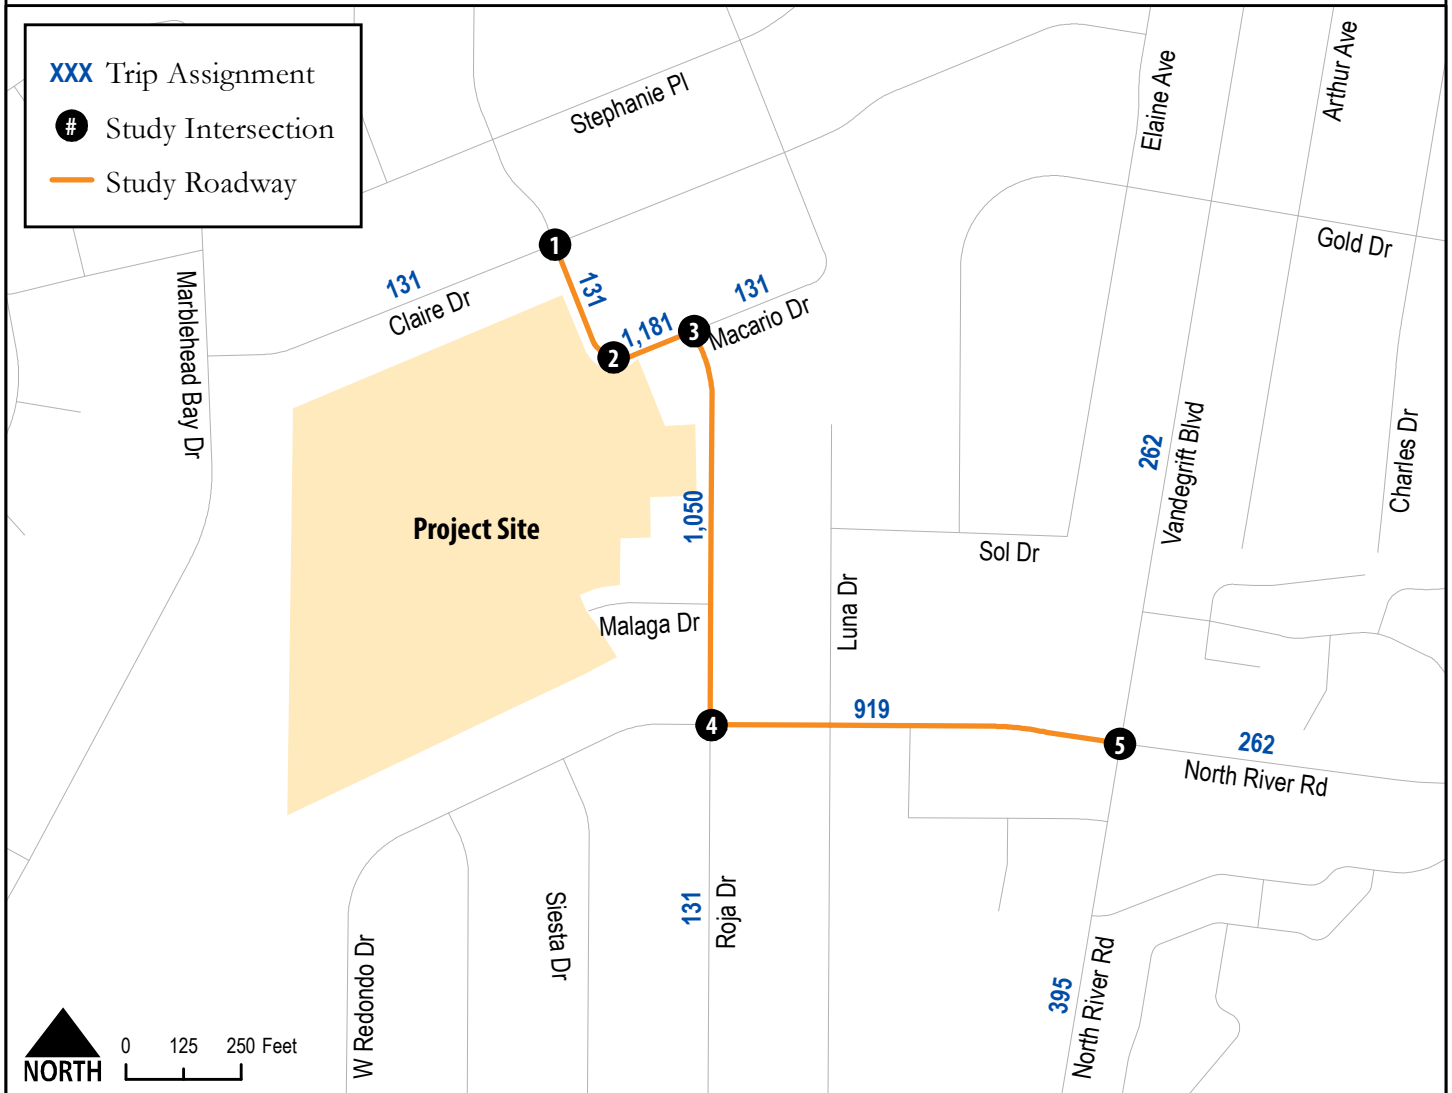 XXX Trip Assignment
# Study Intersection
Study Roadway
Stephanie Pl
Elaine Ave
Arthur Ave
Gold Dr
1
131
Claire Dr
131
131
Macario Dr
1,181
2
3
Marblehead Bay Dr
262
Vandegrift Blvd
Charles Dr
Project Site
1,050
Sol Dr
Luna Dr
Malaga Dr
4
919
5
262
North River Rd
131
Roja Dr
Siesta Dr
W Redondo Dr
395
North River Rd
NORTH
0 125 250 Feet